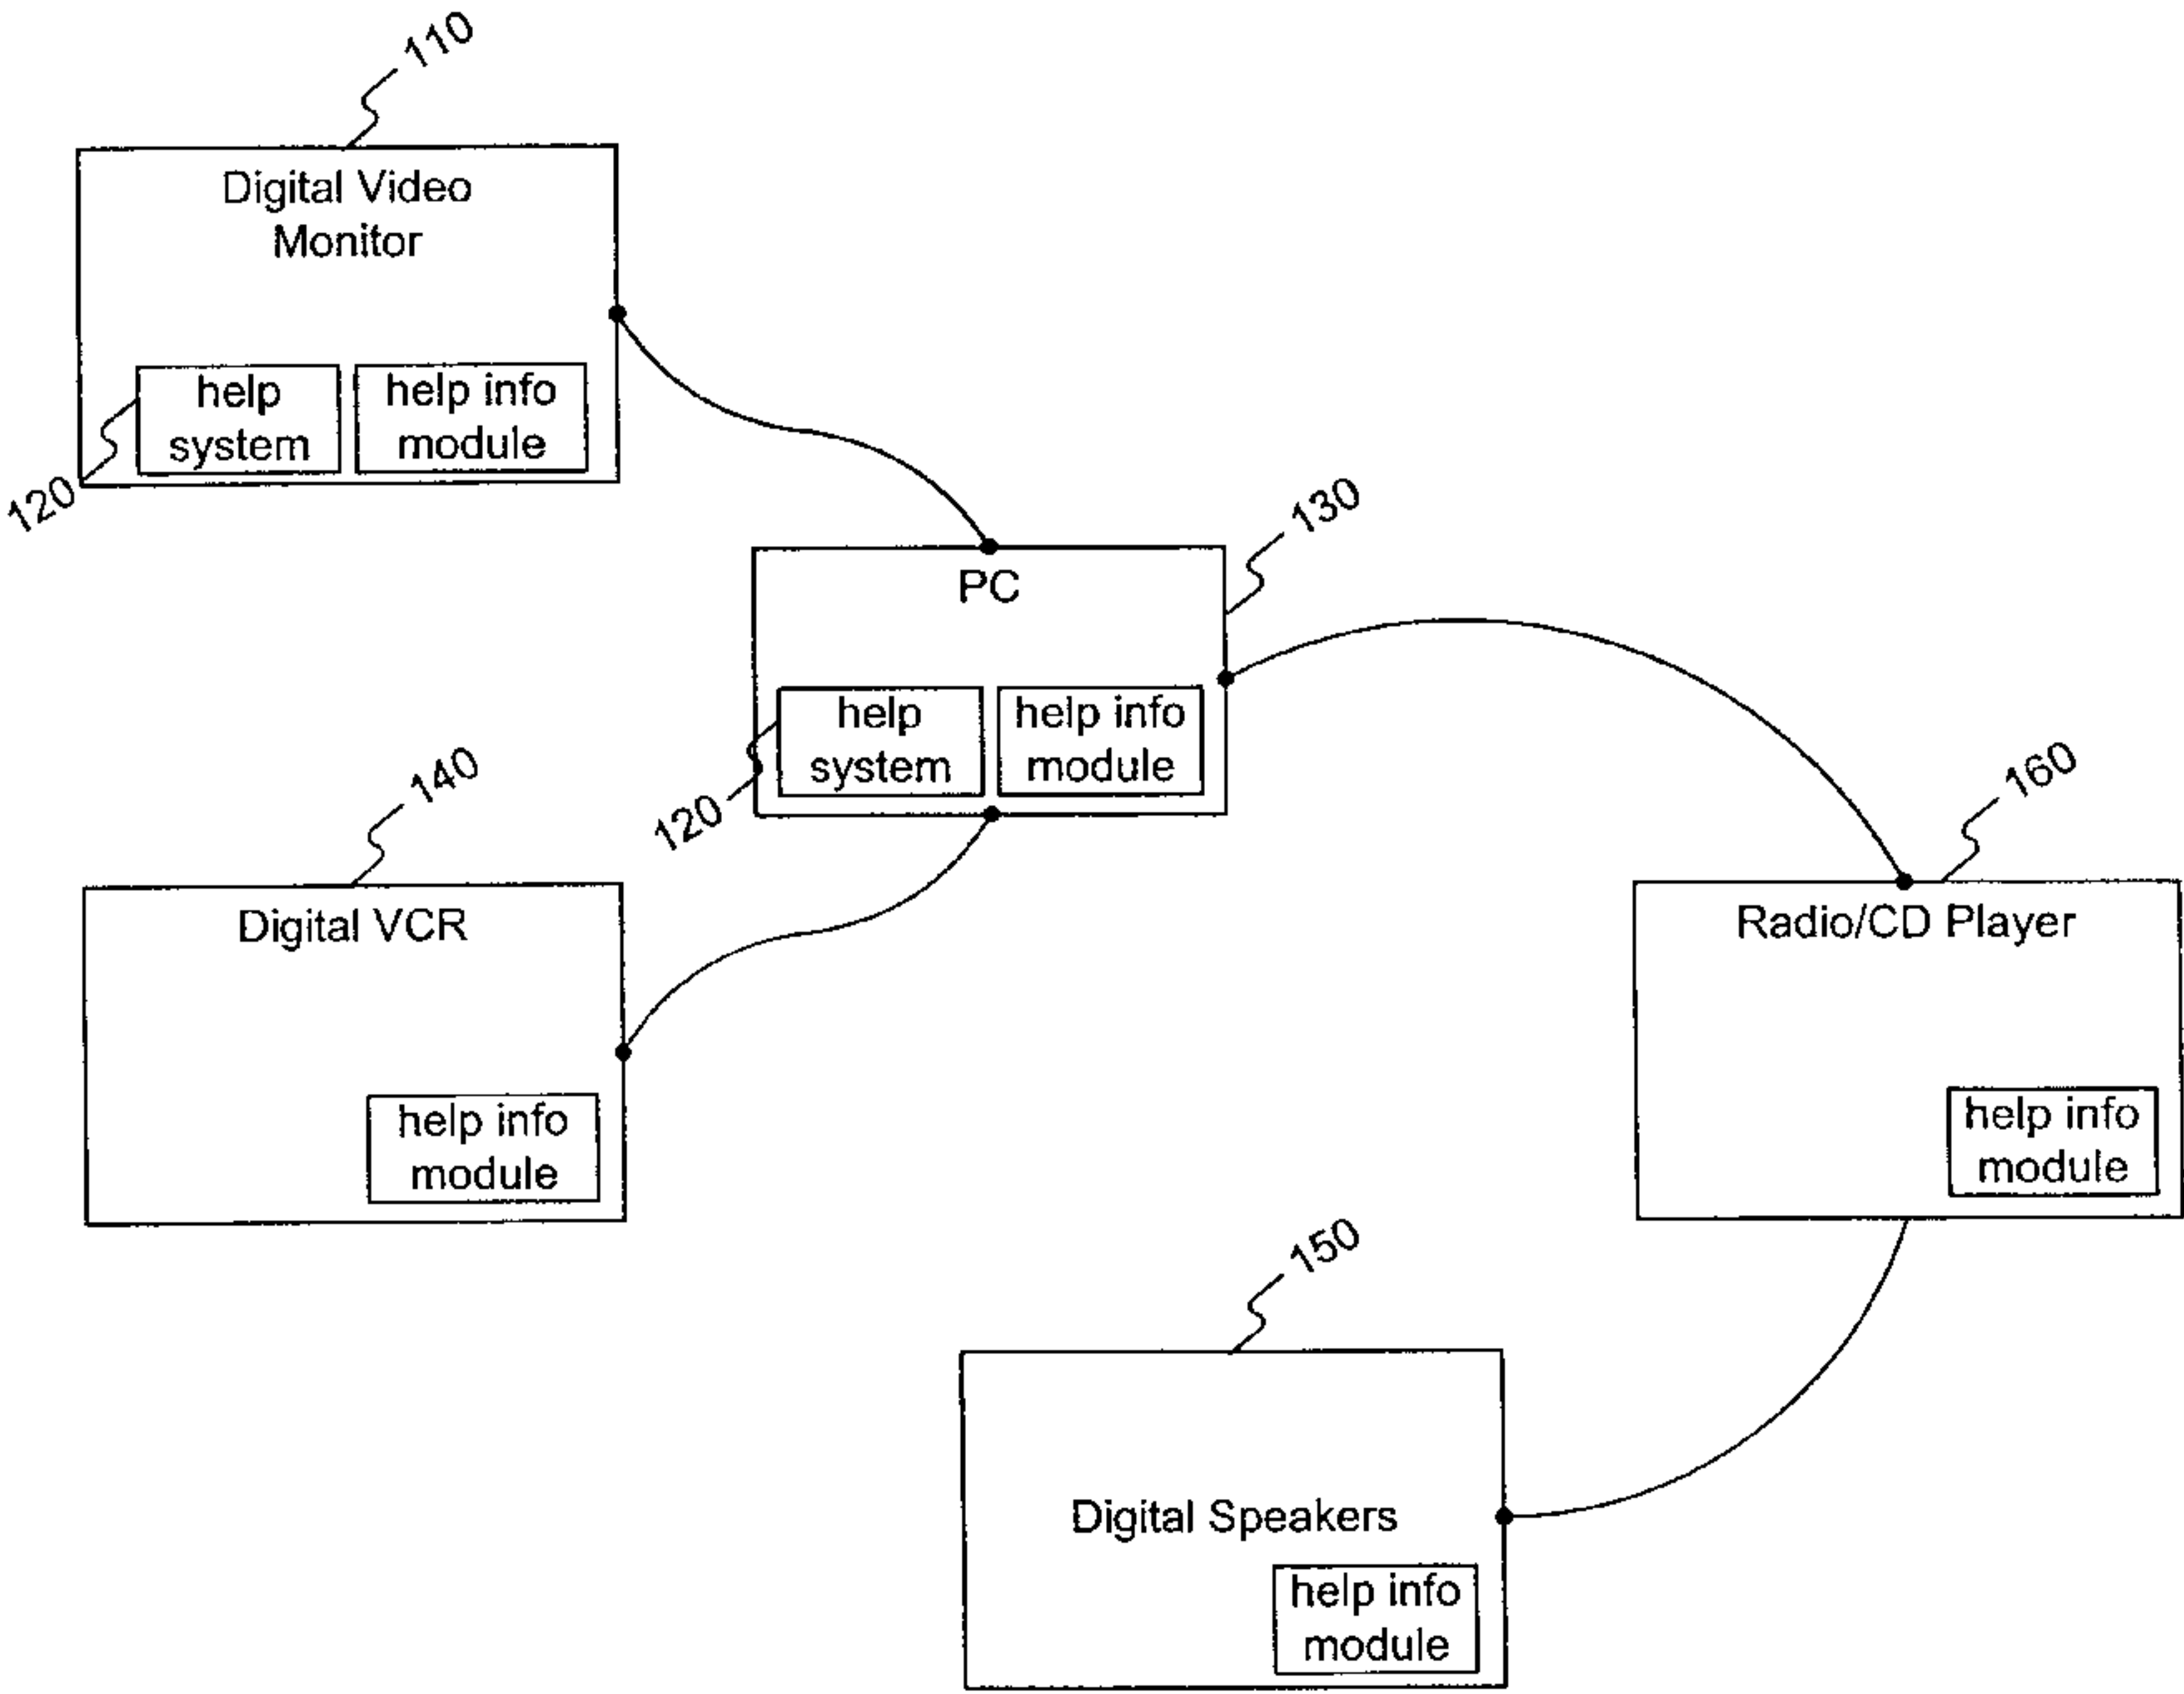 110
Digital Video
Monitor
help
system
help info
module
120
130
PC
help
system
help info
module
120
140
Digital VCR
help info
module
160
Radio/CD Player
help info
module
150
Digital Speakers
help info
module